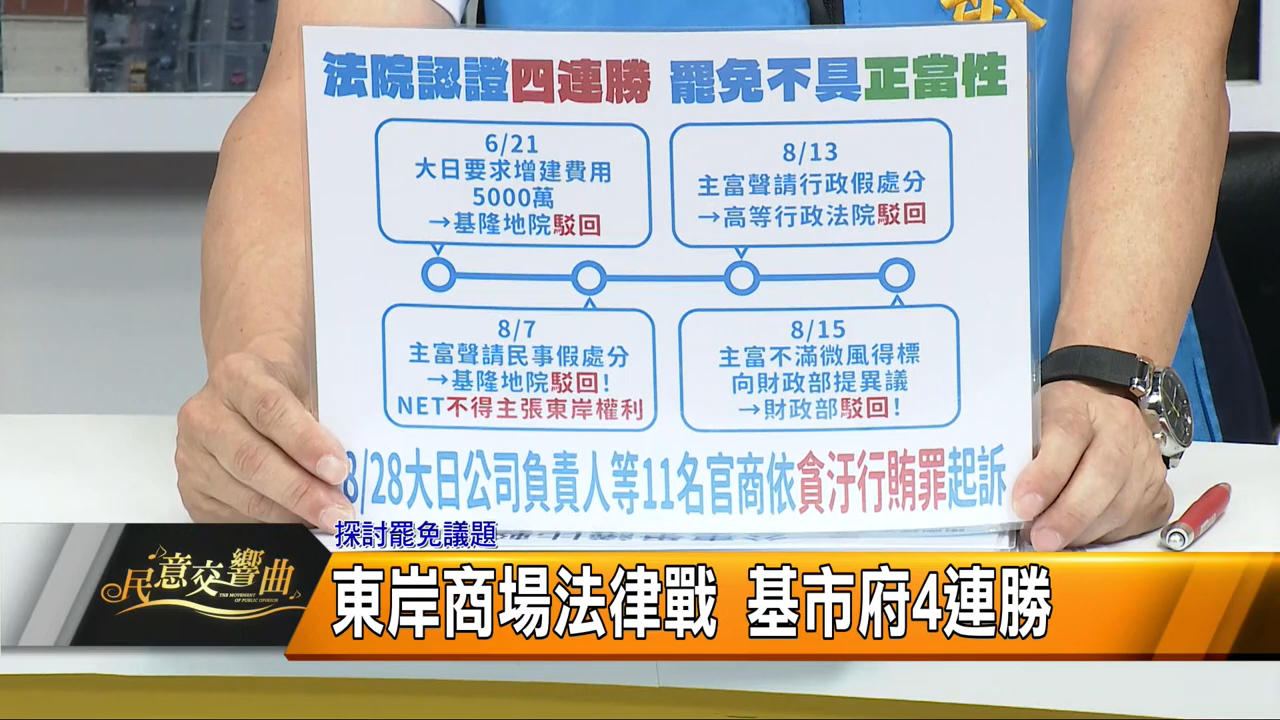 法院認證四連勝 罷免不具正當性
6/21
大日要求增建費用
5000萬
→基隆地院駁回
8/13
主富聲請行政假處分
→高等行政法院駁回
8/7
主富聲請民事假處分
→基隆地院駁回!
NET不得主張東岸權利
8/15
主富不滿微風得標
向財政部提異議
→財政部駁回!
8/28大日公司負責人等11名官商依貪汙行賄罪起訴
探討罷免議題
民意交響曲
THE MOVEMENT
OF PUBLIC OPINION
東岸商場法律戰 基市府4連勝